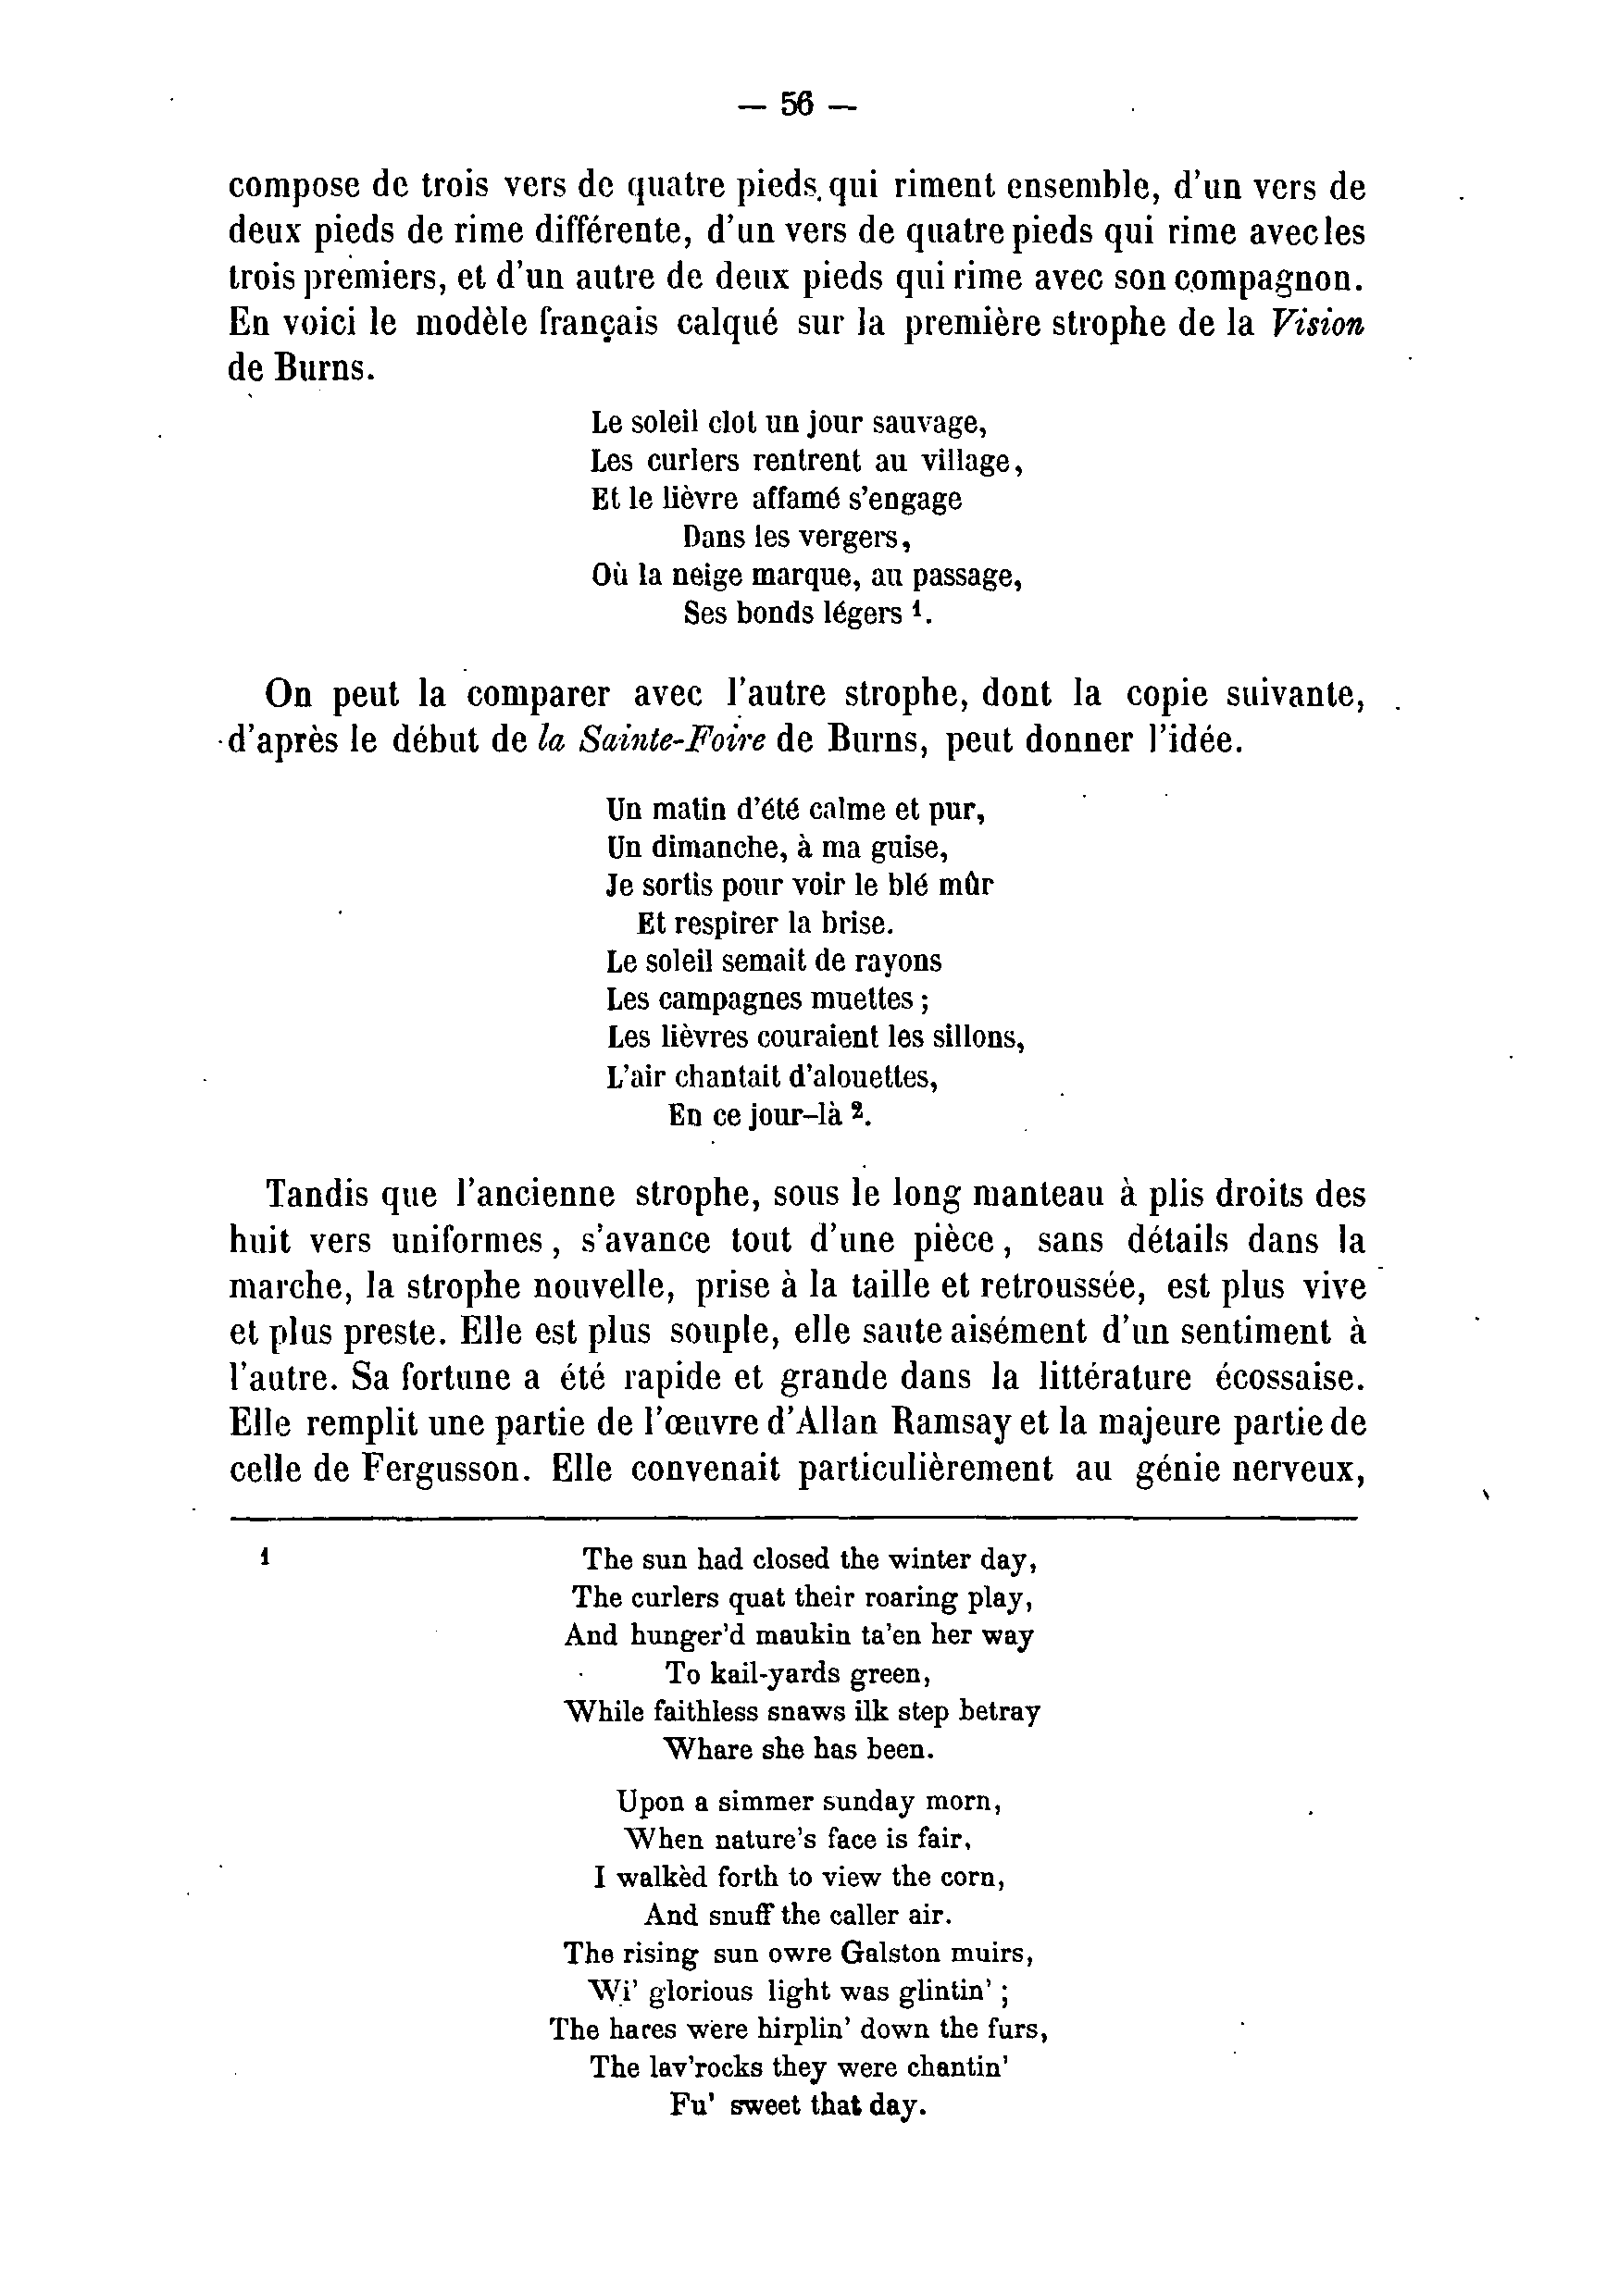 — 56 —
compose de trois vers de quatre pieds qui riment ensemble, d'un vers de
deux pieds de rime différente, d'un vers de quatre pieds qui rime avec les
trois premiers, et d'un autre de deux pieds qui rime avec son compagnon.
En voici le modèle français calqué sur la première strophe de la Vision
de Burns.
Le soleil clot un jour sauvage,
Les curlers rentrent au village,
Et le lièvre affamé s'engage
Dans les vergers,
Où la neige marque, au passage,
Ses bonds légers 1.
On peut la comparer avec l'autre strophe, dont la copie suivante,
d'après le début de la Sainte-Foire de Burns, peut donner l'idée.
Un matin d'été calme et pur,
Un dimanche, à ma guise,
Je sortis pour voir le blé mûr
Et respirer la brise.
Le soleil semait de rayons
Les campagnes muettes ;
Les lièvres couraient les sillons,
L'air chantait d'alouettes,
En ce jour-là 2.
Tandis que l'ancienne strophe, sous le long manteau à plis droits des
huit vers uniformes, s'avance tout d'une pièce, sans détails dans la
marche, la strophe nouvelle, prise à la taille et retroussée, est plus vive
et plus preste. Elle est plus souple, elle saute aisément d'un sentiment à
l'autre. Sa fortune a été rapide et grande dans la littérature écossaise.
Elle remplit une partie de l'œuvre d'Allan Ramsay et la majeure partie de
celle de Fergusson. Elle convenait particulièrement au génie nerveux,
1 The sun had closed the winter day,
The curlers quat their roaring play,
And hunger'd maukin ta'en her way
To kail-yards green,
While faithless snaws ilk step betray
Whare she has been.
Upon a simmer sunday morn,
When nature's face is fair,
I walkèd forth to view the corn,
And snuff the caller air.
The rising sun owre Galston muirs,
Wi' glorious light was glintin' ;
The hares were hirplin' down the furs,
The lav'rocks they were chantin'
Fu' sweet that day.